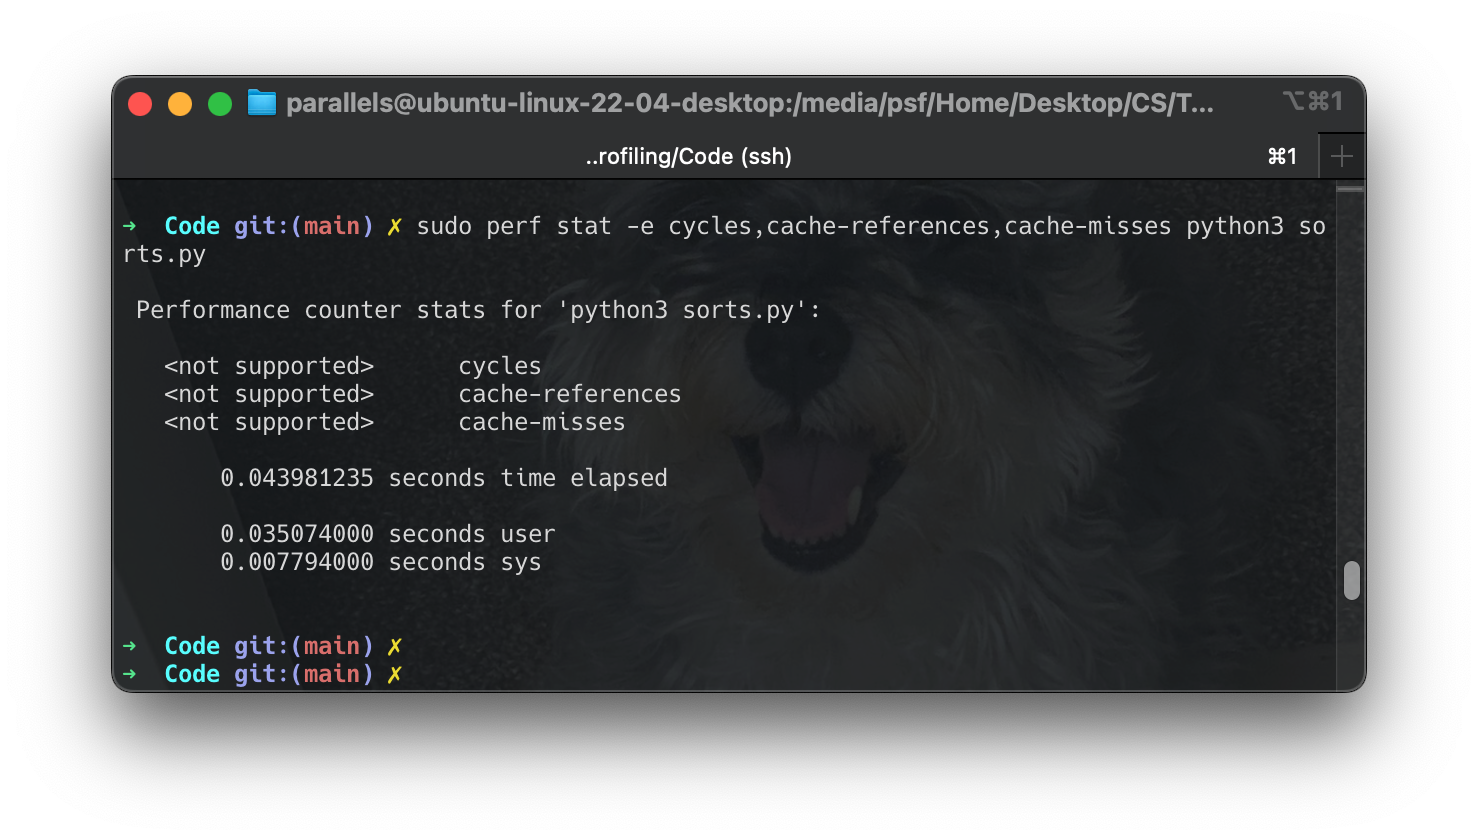 parallels@ubuntu-linux-22-04-desktop:/media/psf/Home/Desktop/CS/T... ⌥⌘1
..rofiling/Code (ssh) ⌘1 +
➜  Code git:(main) ✗ sudo perf stat -e cycles,cache-references,cache-misses python3 so
rts.py
Performance counter stats for 'python3 sorts.py':
<not supported>      cycles
<not supported>      cache-references
<not supported>      cache-misses
0.043981235 seconds time elapsed
0.035074000 seconds user
0.007794000 seconds sys
➜  Code git:(main) ✗
➜  Code git:(main) ✗